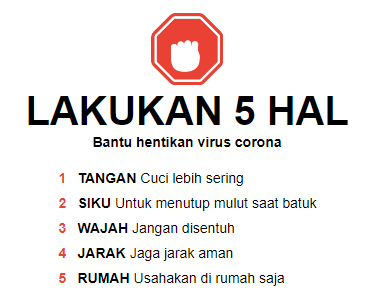 LAKUKAN 5 HAL
Bantu hentikan virus corona
1 TANGAN Cuci lebih sering
2 SIKU Untuk menutup mulut saat batuk
3 WAJAH Jangan disentuh
4 JARAK Jaga jarak aman
5 RUMAH Usahakan di rumah saja